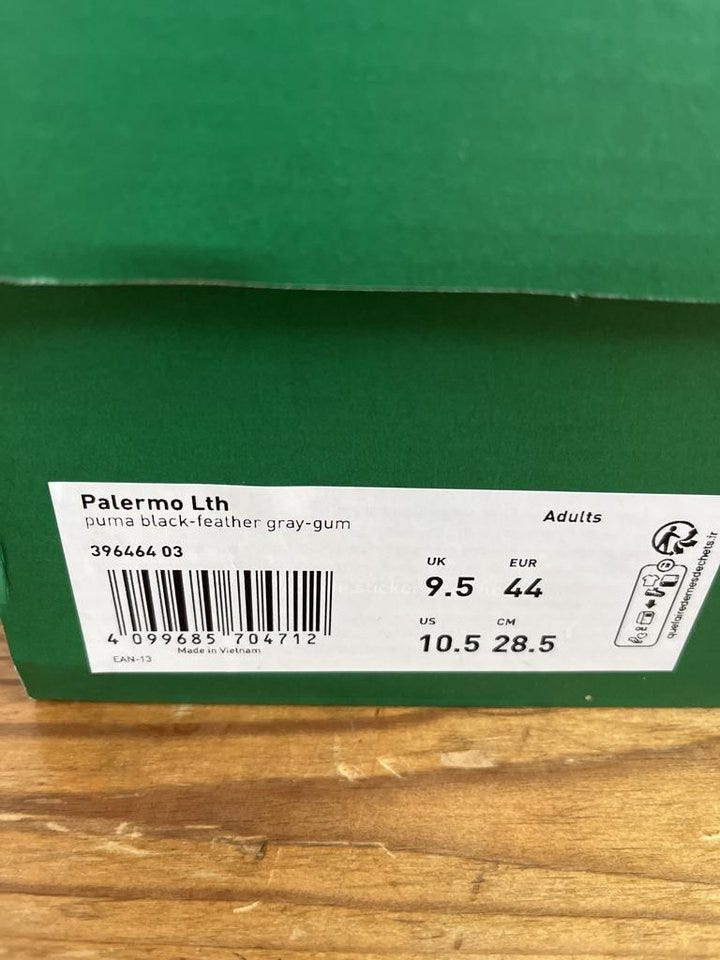 Palermo Lth
puma black-feather gray-gum
396464 03
4 099685 704712
Made in Vietnam
EAN-13
Adults
UK
9.5
EUR
44
US
10.5
CM
28.5
quefairedemesdechets.fr